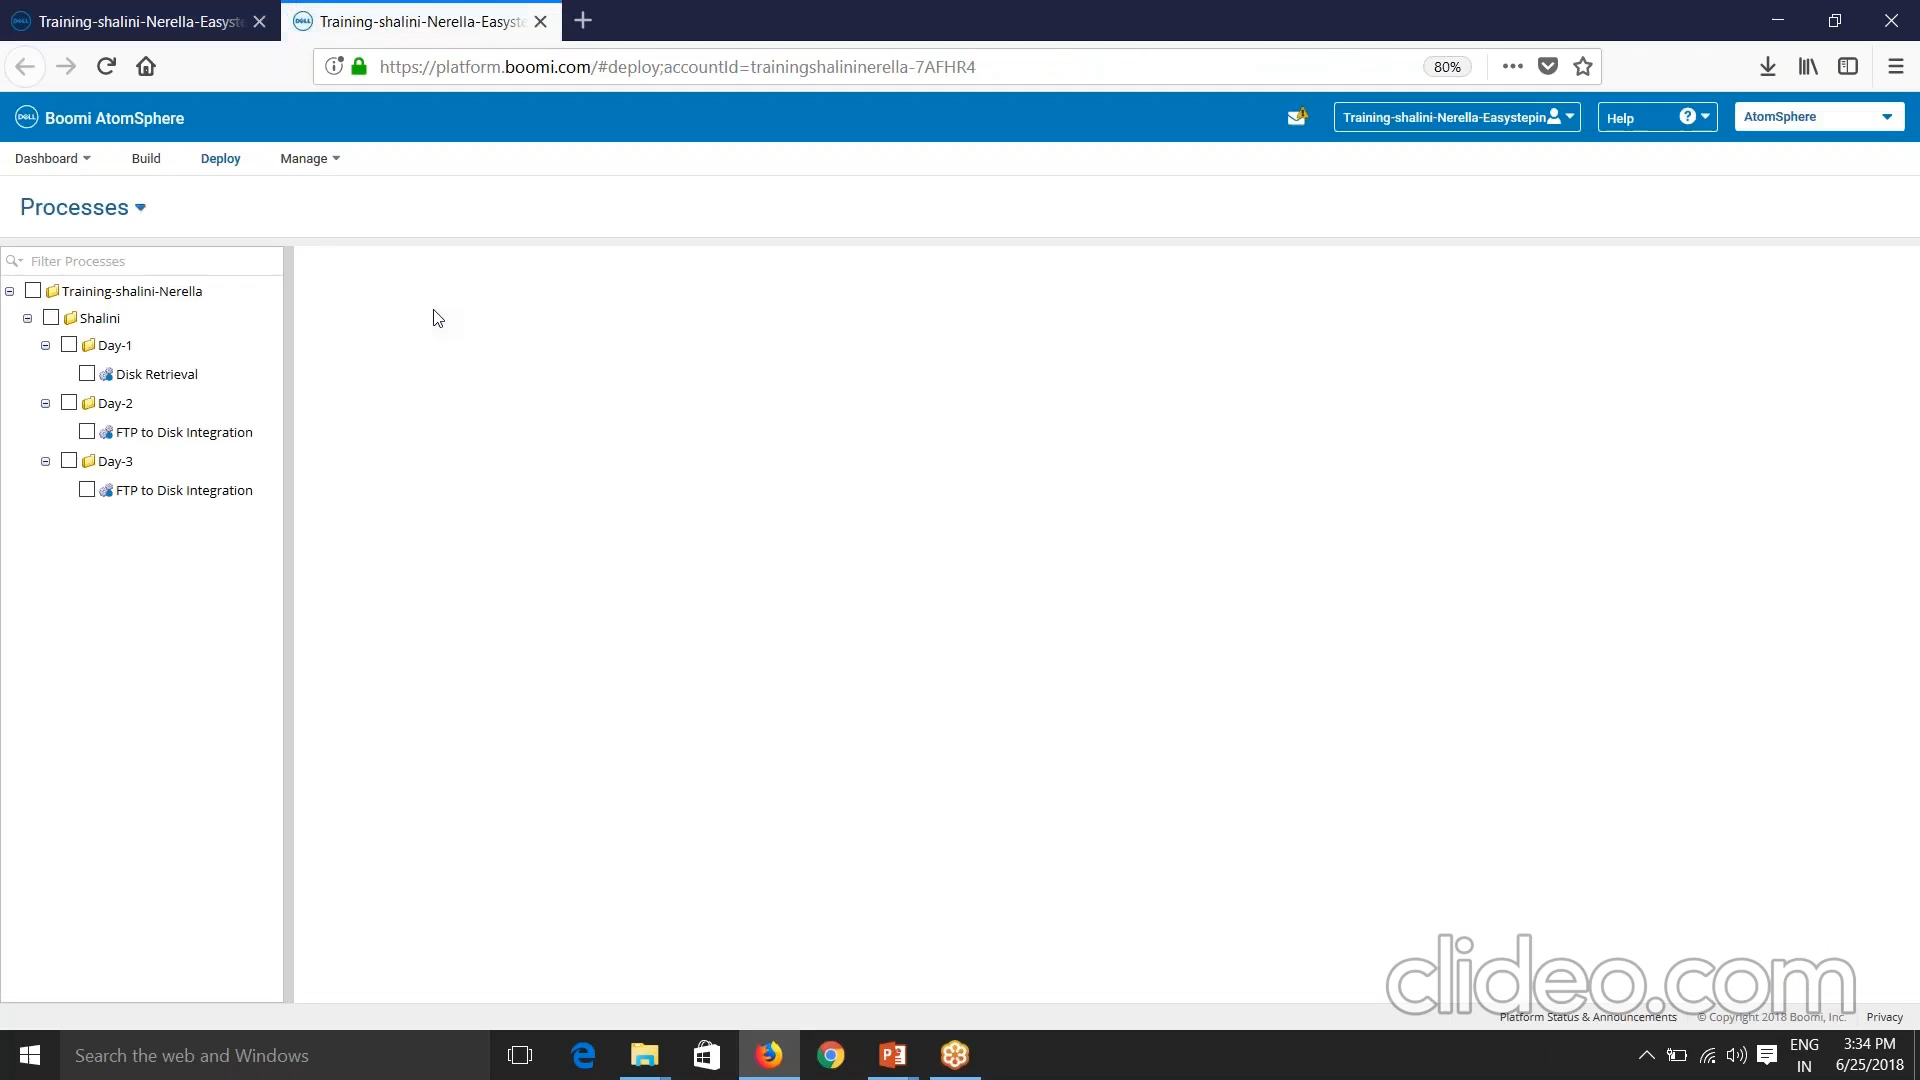 Training-shalini-Nerella-Easyste
Training-shalini-Nerella-Easyste
https://platform.boomi.com/#deploy;accountId=trainingshalininerella-7AFHR4
80%
DELL
Boomi AtomSphere
Training-shalini-Nerella-Easystepin
Help
AtomSphere
Dashboard
Build
Deploy
Manage
Processes
Filter Processes
Training-shalini-Nerella
Shalini
Day-1
Disk Retrieval
Day-2
FTP to Disk Integration
Day-3
FTP to Disk Integration
clideo.com
Platform Status & Announcements
© Copyright 2018 Boomi, Inc.
Privacy
Search the web and Windows
ENG
IN
3:34 PM
6/25/2018